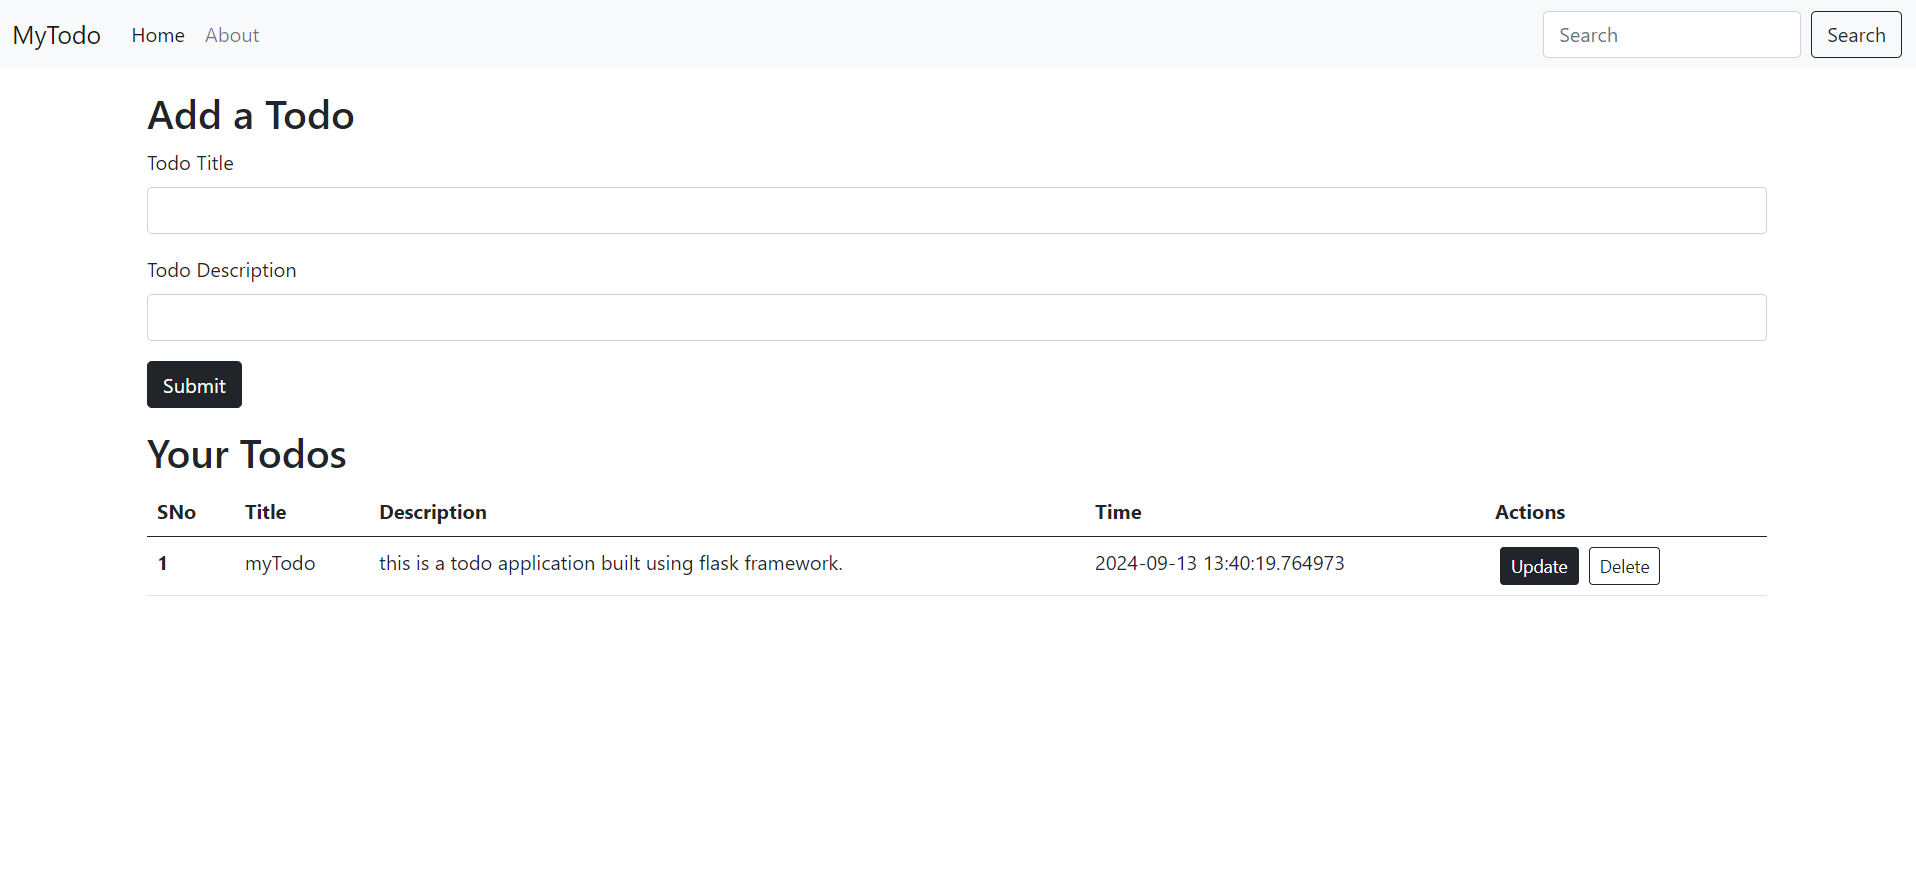 MyTodo Home About Search Search
Add a Todo
Todo Title
Todo Description
Submit
Your Todos
SNo Title Description Time Actions
1 myTodo this is a todo application built using flask framework. 2024-09-13 13:40:19.764973 Update Delete